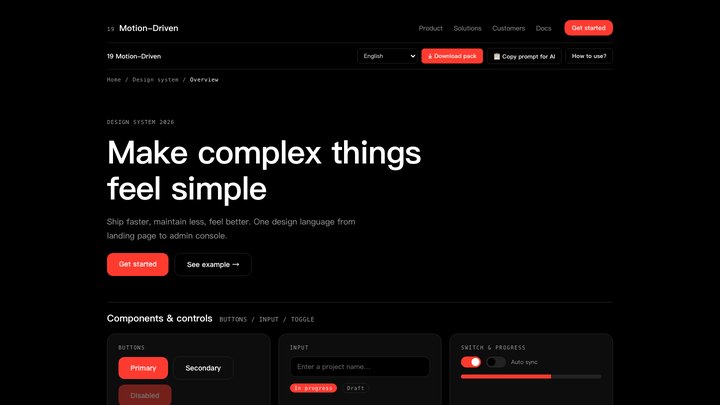 19 Motion-Driven
Product Solutions Customers Docs Get started
19 Motion-Driven
English Download pack Copy prompt for AI How to use?
Home / Design system / Overview
DESIGN SYSTEM 2026
Make complex things
feel simple
Ship faster, maintain less, feel better. One design language from
landing page to admin console.
Get started See example →
Components & controls BUTTONS / INPUT / TOGGLE
BUTTONS
Primary Secondary
Disabled
INPUT
Enter a project name...
In progress Draft
SWITCH & PROGRESS
Auto sync